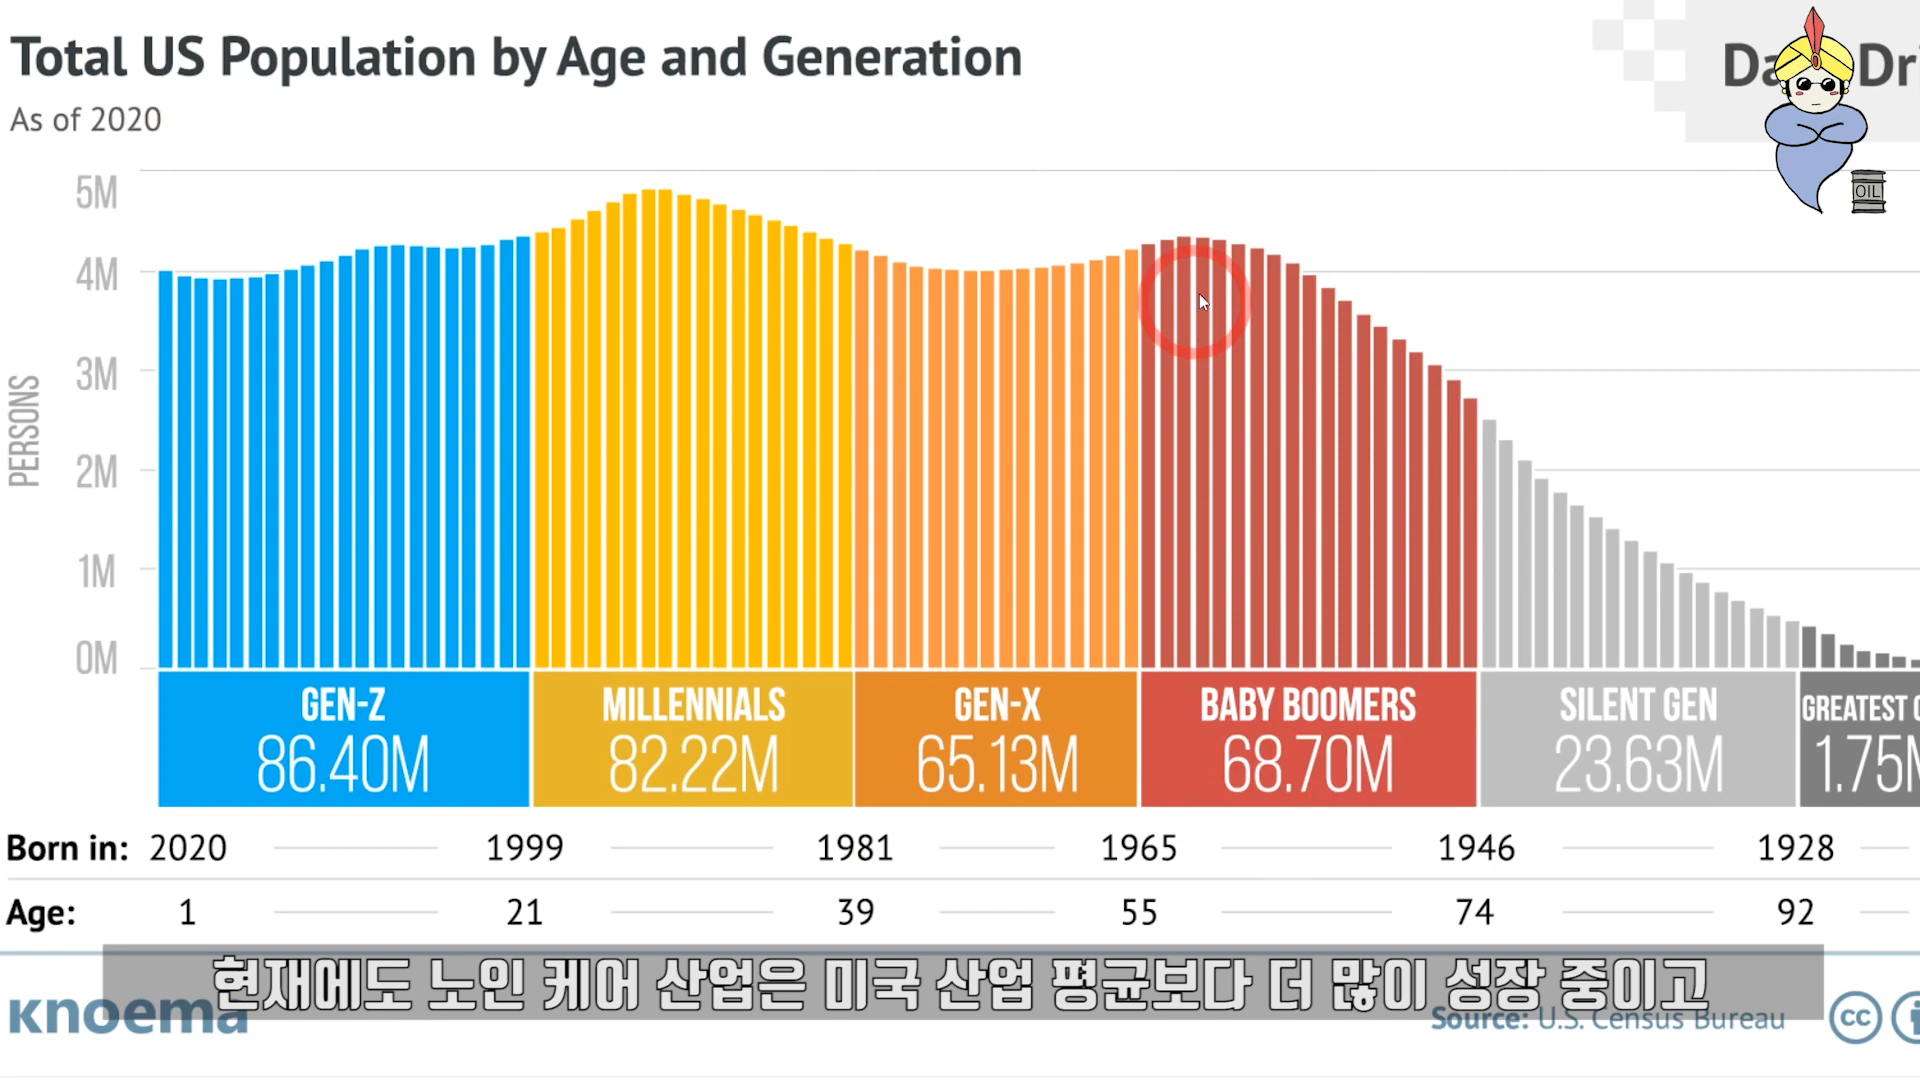 Total US Population by Age and Generation
As of 2020
OIL
5M
4M
3M
2M
1M
0M
PERSONS
GEN-Z
86.40M
MILLENNIALS
82.22M
GEN-X
65.13M
BABY BOOMERS
68.70M
SILENT GEN
23.63M
GREATEST
1.75M
Born in: 2020 1999 1981 1965 1946 1928
Age: 1 21 39 55 74 92
현재에도 노인 케어 산업은 미국 산업 평균보다 더 많이 성장 중이고
knoema
Source: U.S. Census Bureau
cc